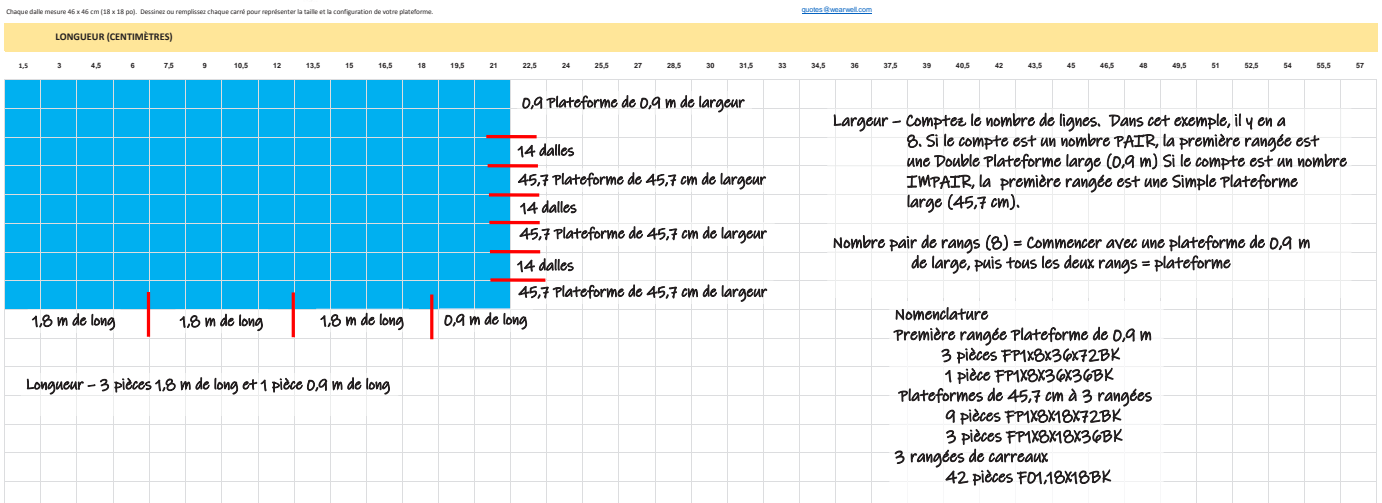 Chaque dalle mesure 46 x 46 cm (18 x 18 po). Dessinez ou remplissez chaque carré pour représenter la taille et la configuration de votre plateforme.
quotes@wearwell.com
LONGUEUR (CENTIMÈTRES)
1,5 3 4,5 6 7,5 9 10,5 12 13,5 15 16,5 18 19,5 21 22,5 24 25,5 27 28,5 30 31,5 33 34,5 36 37,5 39 40,5 42 43,5 45 46,5 48 49,5 51 52,5 54 55,5 57
0,9 Plateforme de 0,9 m de largeur
14 dalles
45,7 Plateforme de 45,7 cm de largeur
14 dalles
45,7 Plateforme de 45,7 cm de largeur
14 dalles
45,7 Plateforme de 45,7 cm de largeur
1,8 m de long 1,8 m de long 1,8 m de long 0,9 m de long
Longueur – 3 pièces 1,8 m de long et 1 pièce 0,9 m de long
Largeur – Comptez le nombre de lignes. Dans cet exemple, il y en a
8. Si le compte est un nombre PAIR, la première rangée est
une Double Plateforme large (0,9 m) Si le compte est un nombre
IMPAIR, la première rangée est une Simple Plateforme
large (45,7 cm).
Nombre pair de rangs (8) = Commencer avec une plateforme de 0,9 m
de large, puis tous les deux rangs = plateforme
Nomenclature
Première rangée Plateforme de 0,9 m
3 pièces FP1X8X36X72BK
1 pièce FP1X8X36X36BK
Plateformes de 45,7 cm à 3 rangées
9 pièces FP1X8X18X72BK
3 pièces FP1X8X18X36BK
3 rangées de carreaux
42 pièces F01,18X18BK